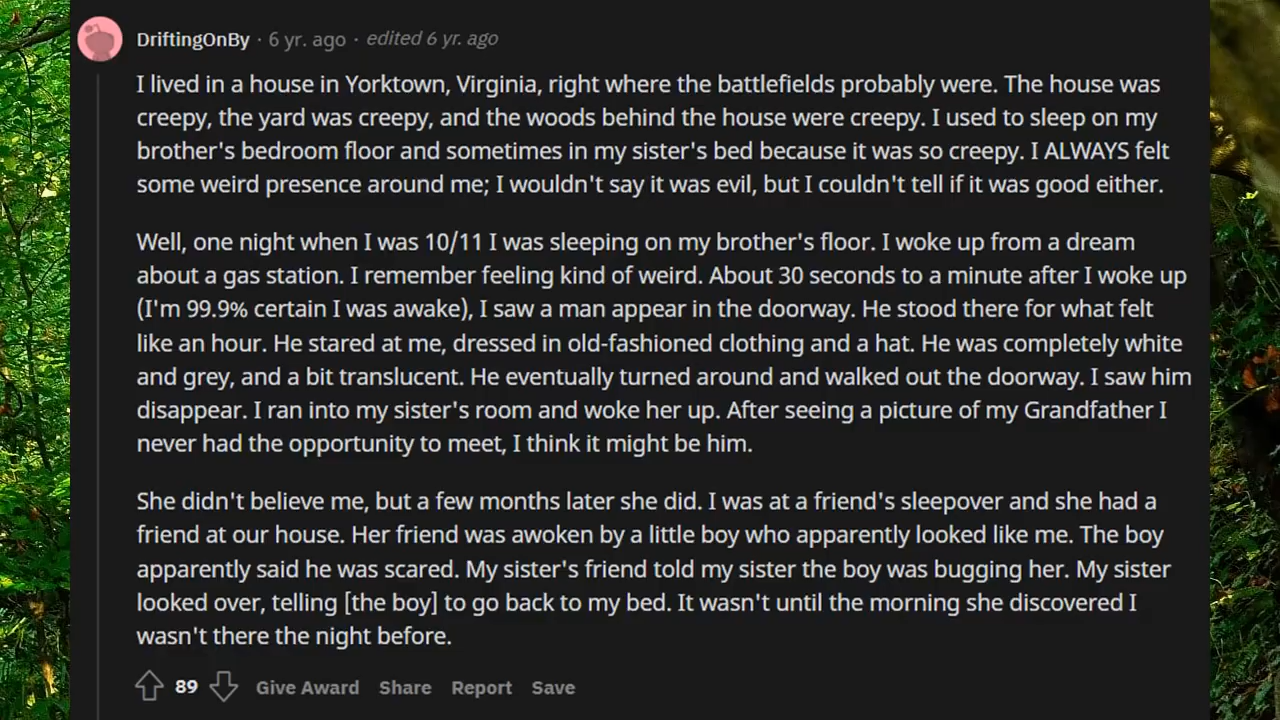 DriftingOnBy · 6 yr. ago · edited 6 yr. ago
I lived in a house in Yorktown, Virginia, right where the battlefields probably were. The house was
creepy, the yard was creepy, and the woods behind the house were creepy. I used to sleep on my
brother's bedroom floor and sometimes in my sister's bed because it was so creepy. I ALWAYS felt
some weird presence around me; I wouldn't say it was evil, but I couldn't tell if it was good either.
Well, one night when I was 10/11 I was sleeping on my brother's floor. I woke up from a dream
about a gas station. I remember feeling kind of weird. About 30 seconds to a minute after I woke up
(I'm 99.9% certain I was awake), I saw a man appear in the doorway. He stood there for what felt
like an hour. He stared at me, dressed in old-fashioned clothing and a hat. He was completely white
and grey, and a bit translucent. He eventually turned around and walked out the doorway. I saw him
disappear. I ran into my sister's room and woke her up. After seeing a picture of my Grandfather I
never had the opportunity to meet, I think it might be him.
She didn't believe me, but a few months later she did. I was at a friend's sleepover and she had a
friend at our house. Her friend was awoken by a little boy who apparently looked like me. The boy
apparently said he was scared. My sister's friend told my sister the boy was bugging her. My sister
looked over, telling [the boy] to go back to my bed. It wasn't until the morning she discovered I
wasn't there the night before.
89 Give Award Share Report Save